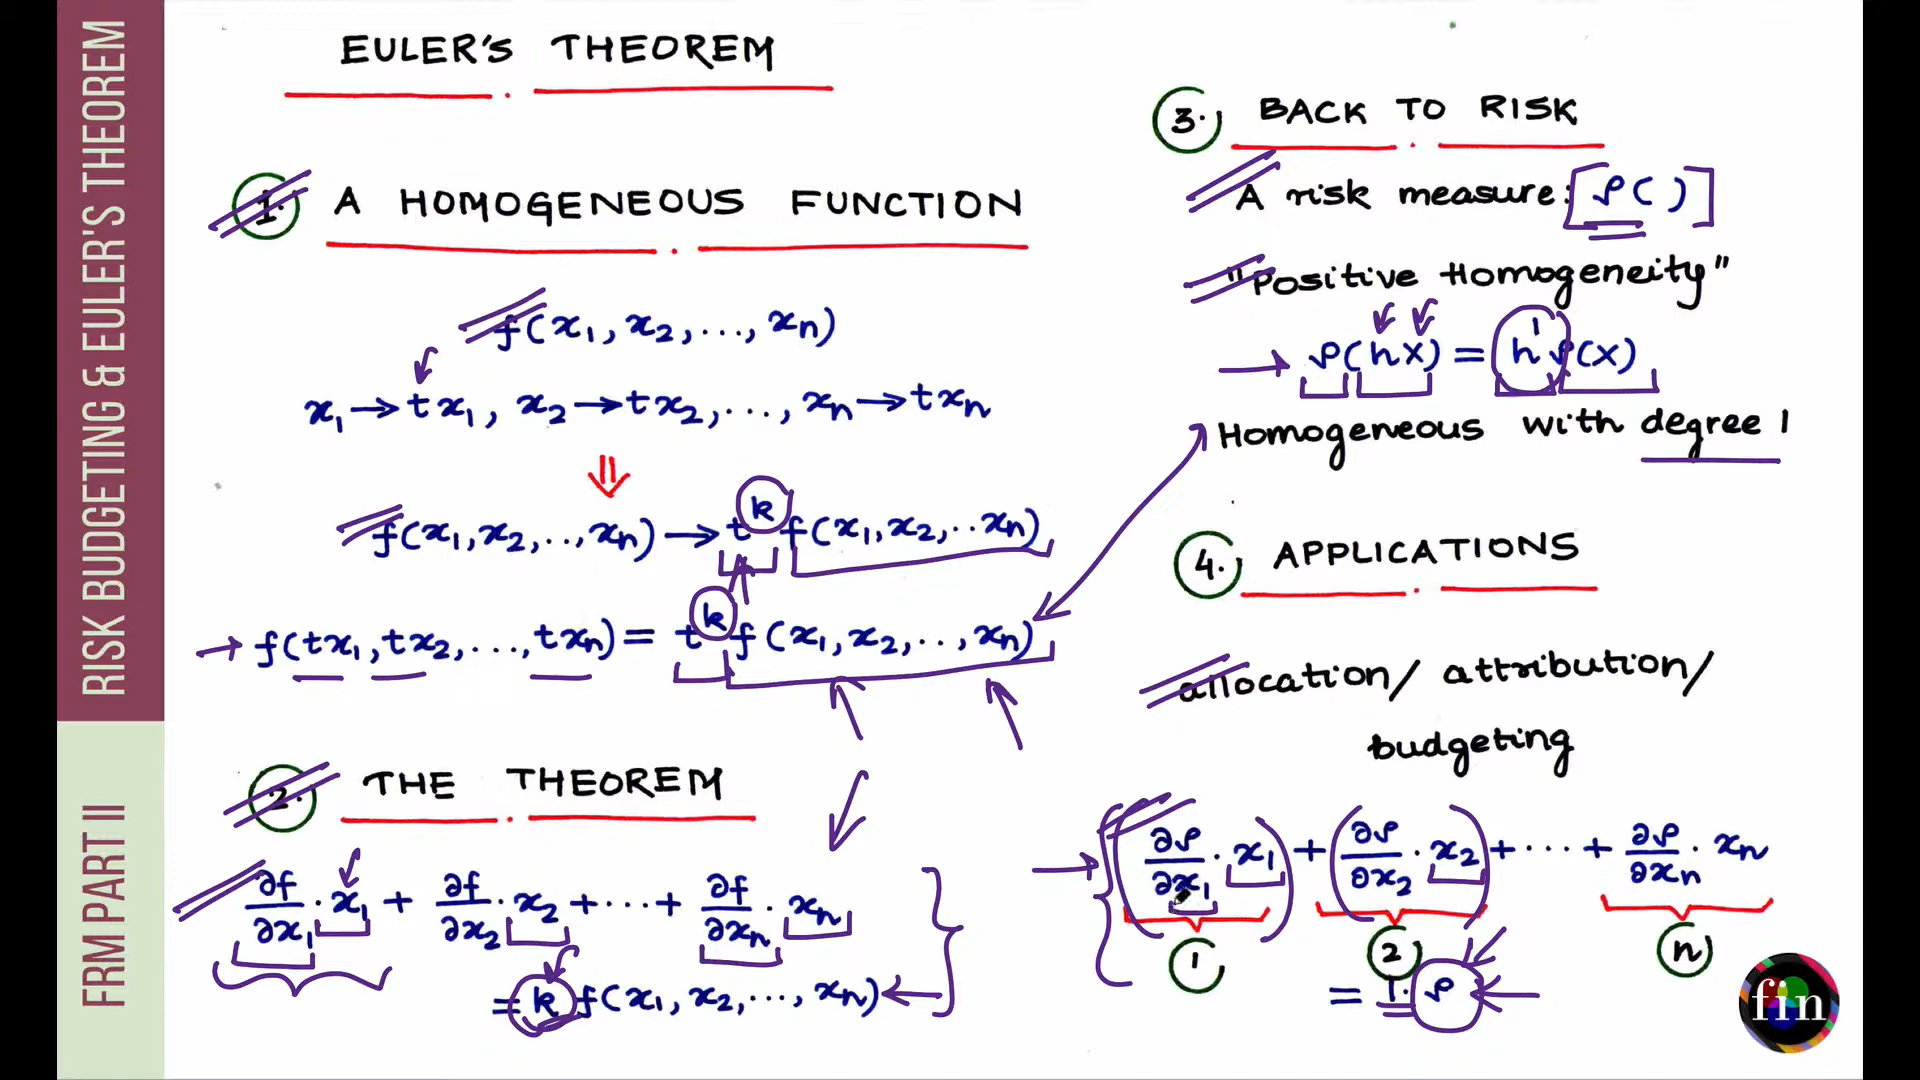 RISK BUDGETING & EULER'S THEOREM
FRM PART II
EULER'S THEOREM
1. A HOMOGENEOUS FUNCTION
f(x₁, x₂, ..., xₙ)
x₁ → tx₁, x₂ → tx₂, ..., xₙ → txₙ
⇓
f(x₁, x₂, .., xₙ) → tᵏ f(x₁, x₂, .. xₙ)
→ f(tx₁, tx₂, ..., txₙ) = tᵏ f(x₁, x₂, .., xₙ)
2. THE THEOREM
∂f/∂x₁ · x₁ + ∂f/∂x₂ · x₂ + ... + ∂f/∂xₙ · xₙ
= k f(x₁, x₂, ..., xₙ)
3. BACK TO RISK
A risk measure: [ρ( )]
"Positive Homogeneity"
→ ρ(hX) = h¹ ρ(X)
Homogeneous with degree 1
4. APPLICATIONS
allocation/ attribution/
budgeting
(∂ρ/∂x₁ · x₁) + (∂ρ/∂x₂ · x₂) + ... + ∂ρ/∂xₙ · xₙ
1 2 n
= 1. ρ
fin